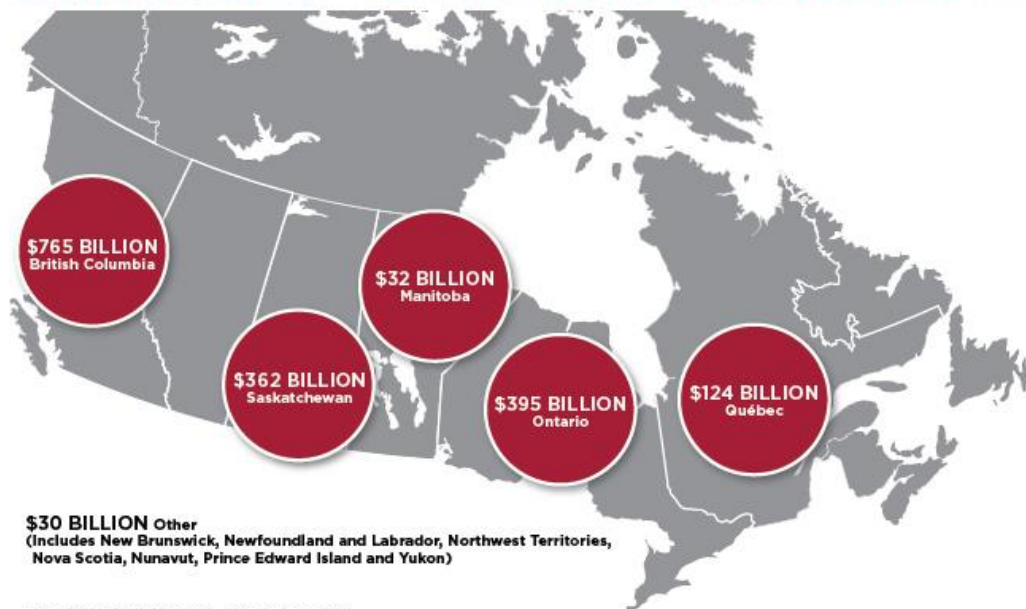 $765 BILLION
British Columbia
$32 BILLION
Manitoba
$362 BILLION
Saskatchewan
$395 BILLION
Ontario
$124 BILLION
Québec
$30 BILLION Other
(Includes New Brunswick, Newfoundland and Labrador, Northwest Territories,
Nova Scotia, Nunavut, Prince Edward Island and Yukon)